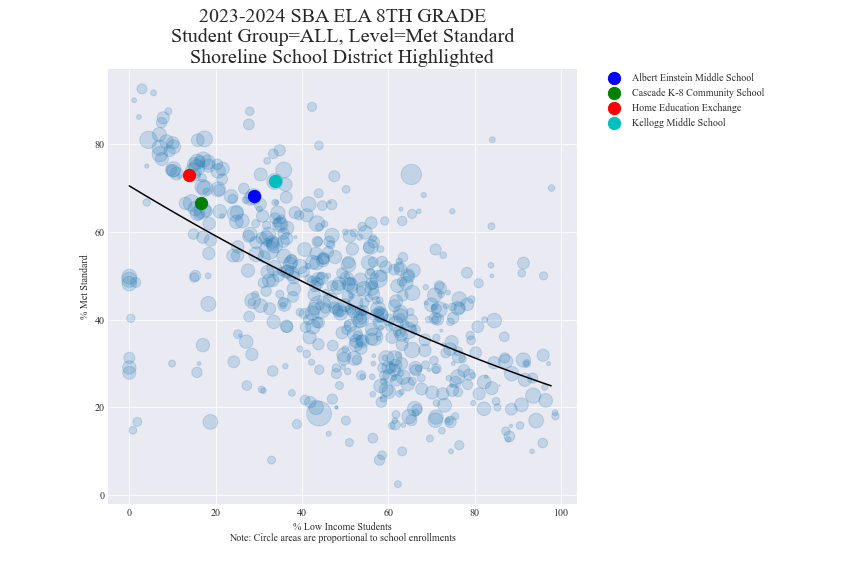 2023-2024 SBA ELA 8TH GRADE
Student Group=ALL, Level=Met Standard
Shoreline School District Highlighted
Albert Einstein Middle School
Cascade K-8 Community School
Home Education Exchange
Kellogg Middle School
% Met Standard
80
60
40
20
0
0 20 40 60 80 100
% Low Income Students
Note: Circle areas are proportional to school enrollments